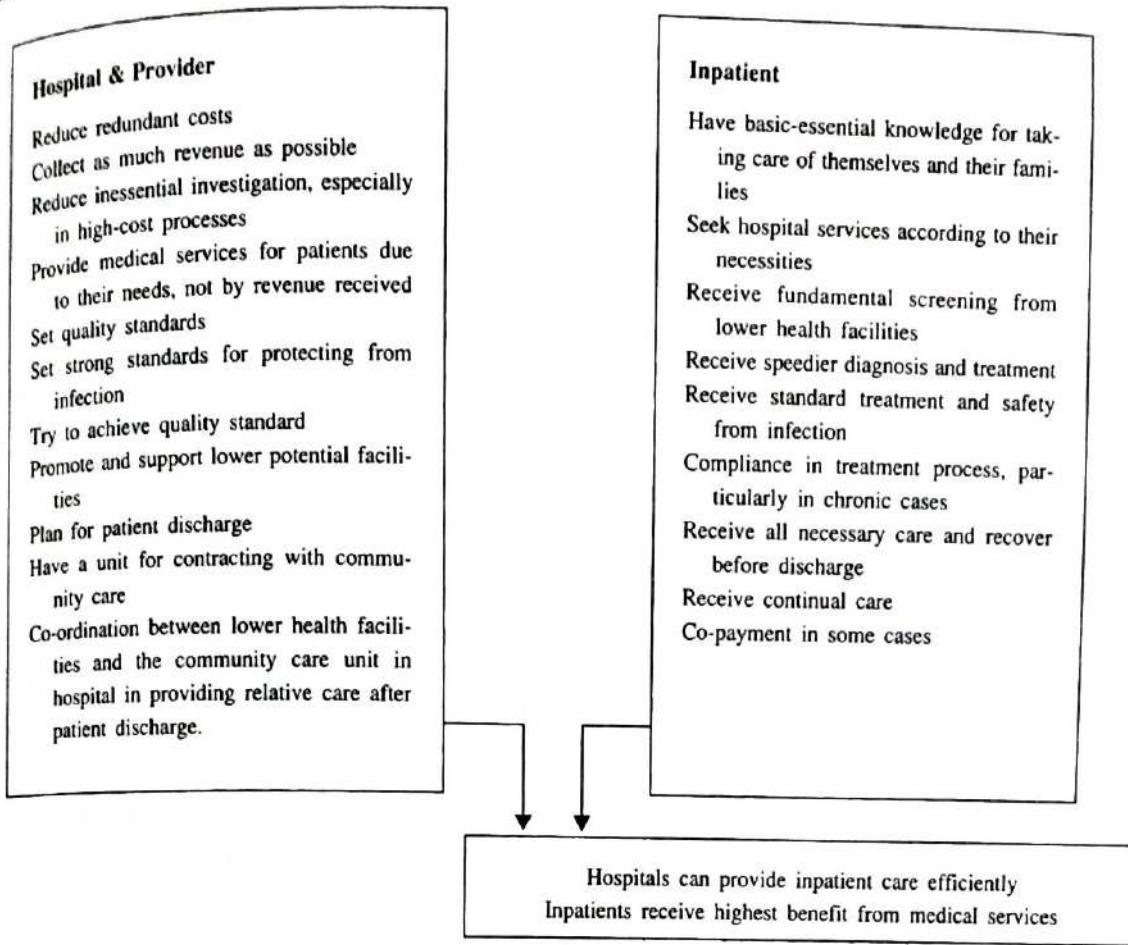 Hospital & Provider
Reduce redundant costs
Collect as much revenue as possible
Reduce inessential investigation, especially
in high-cost processes
Provide medical services for patients due
to their needs, not by revenue received
Set quality standards
Set strong standards for protecting from
infection
Try to achieve quality standard
Promote and support lower potential facili-
ties
Plan for patient discharge
Have a unit for contracting with commu-
nity care
Co-ordination between lower health facili-
ties and the community care unit in
hospital in providing relative care after
patient discharge.
Inpatient
Have basic-essential knowledge for tak-
ing care of themselves and their fami-
lies
Seek hospital services according to their
necessities
Receive fundamental screening from
lower health facilities
Receive speedier diagnosis and treatment
Receive standard treatment and safety
from infection
Compliance in treatment process, par-
ticularly in chronic cases
Receive all necessary care and recover
before discharge
Receive continual care
Co-payment in some cases
Hospitals can provide inpatient care efficiently
Inpatients receive highest benefit from medical services